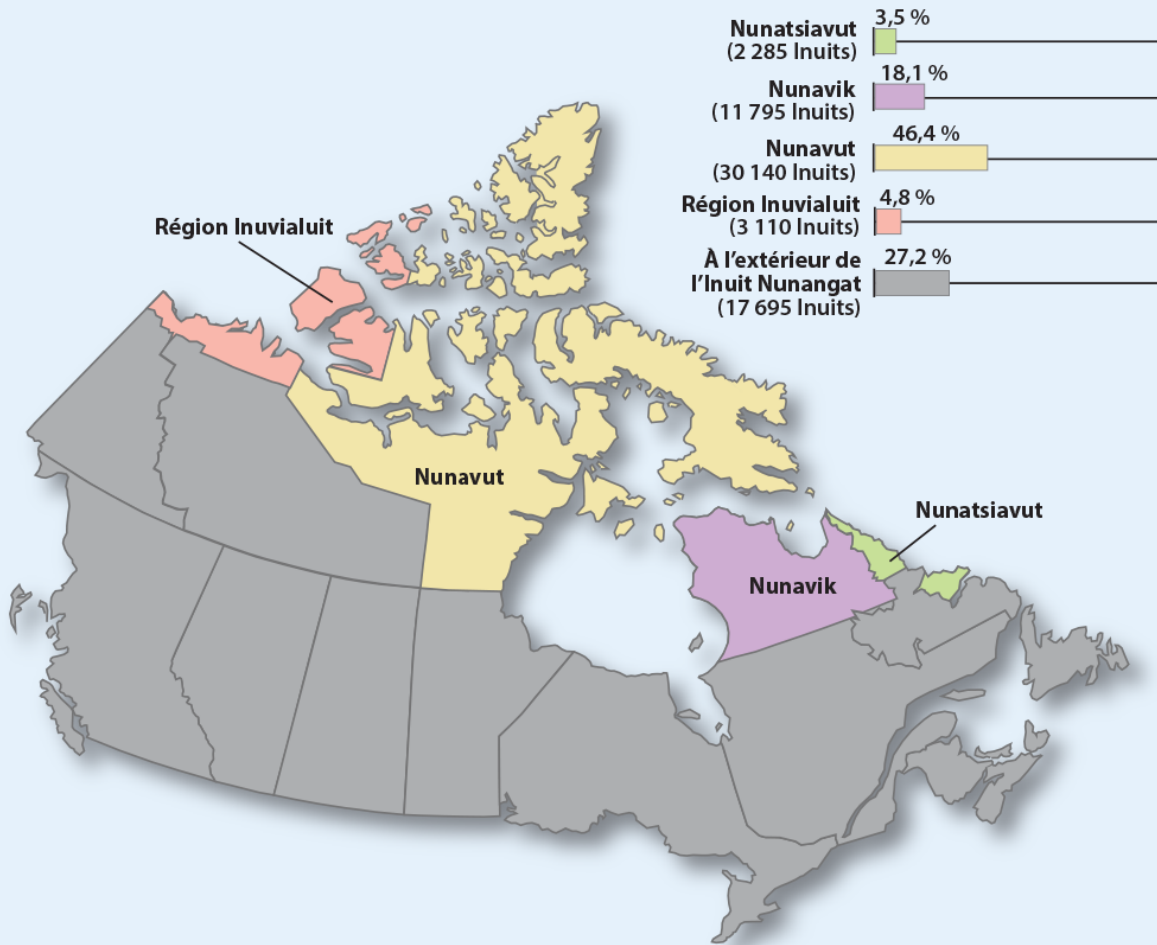 3,5 %
Nunatsiavut
(2 285 Inuits)
18,1 %
Nunavik
(11 795 Inuits)
46,4 %
Nunavut
(30 140 Inuits)
4,8 %
Région Inuvialuit
(3 110 Inuits)
27,2 %
À l’extérieur de
l’Inuit Nunangat
(17 695 Inuits)
Région Inuvialuit
Nunavut
Nunatsiavut
Nunavik